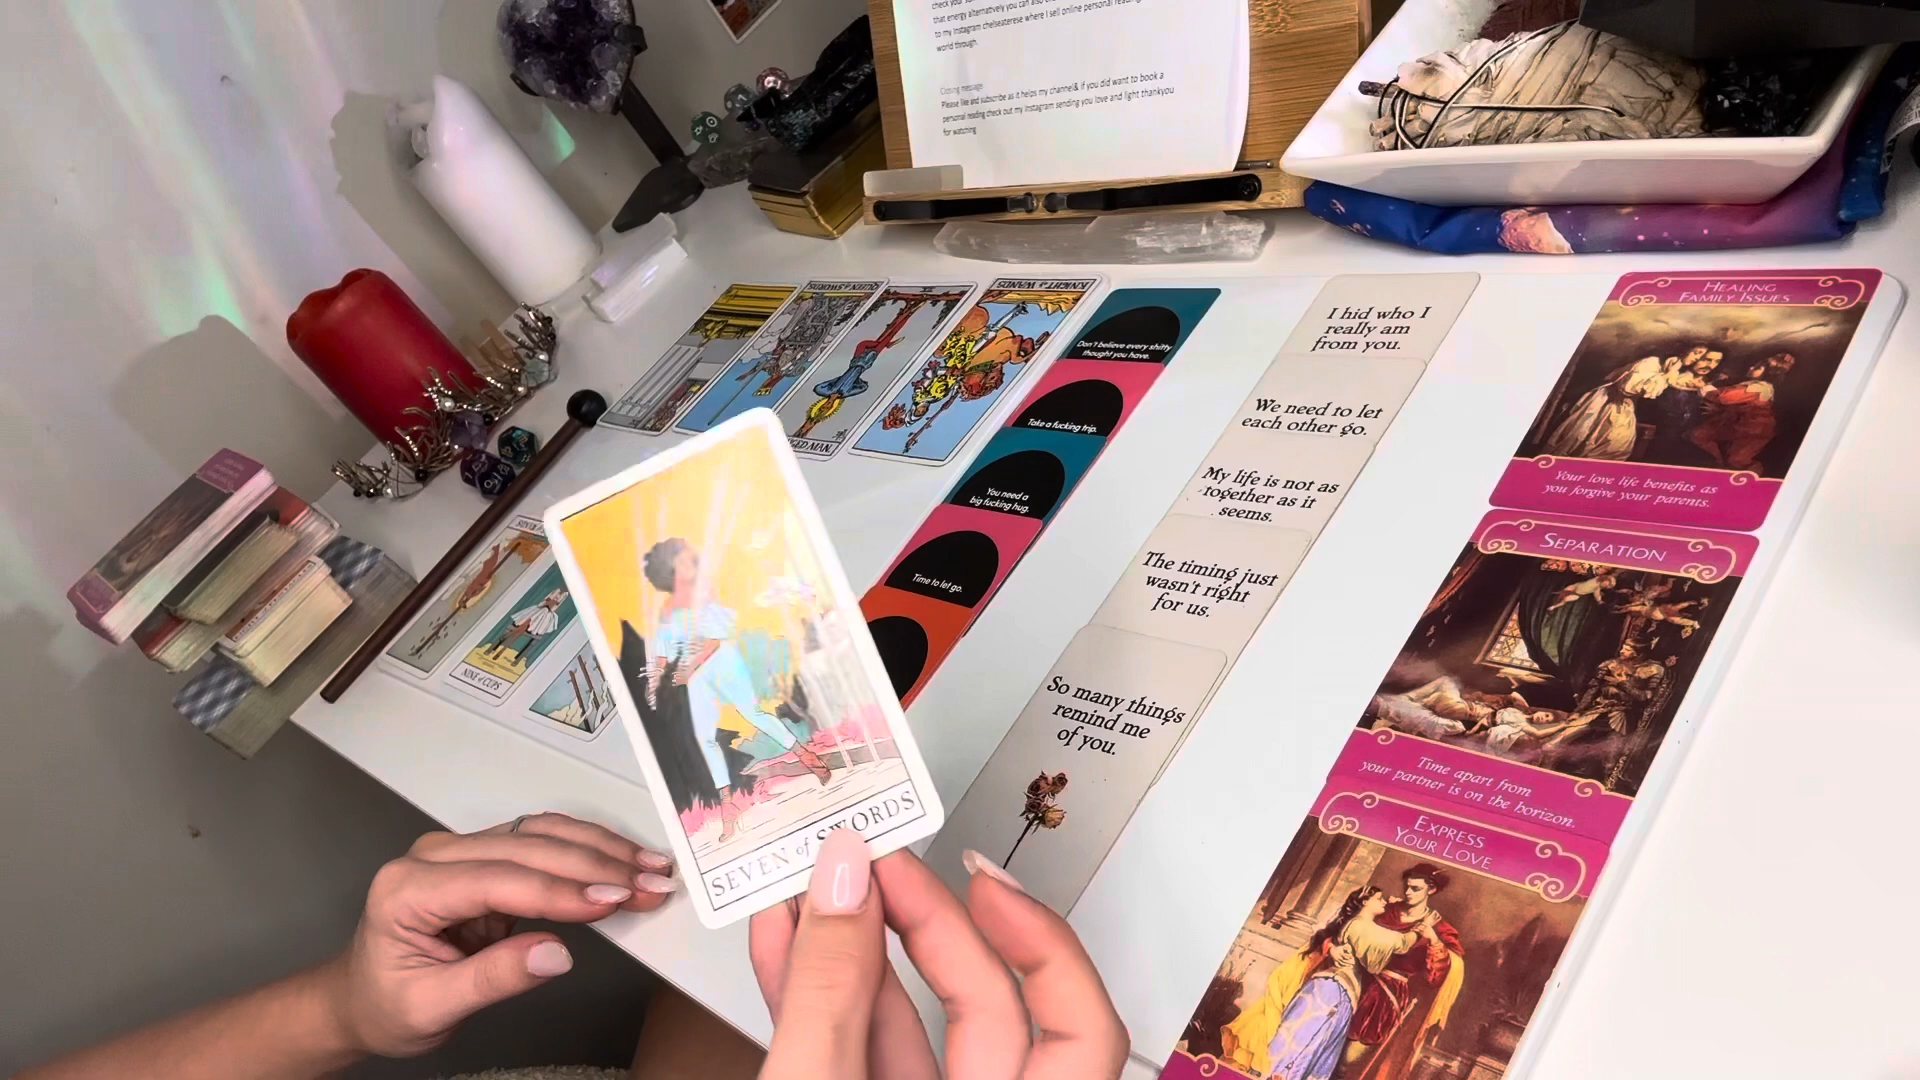 that energy alternatively you can also
to my Instagram chelseaterese where I sell online personal
world through.
Closing message
Please like and subscribe as it helps my channel& if you did want to book a
personal reading check out my Instagram sending you love and light thankyou
for watching
QUEEN of SWORDS
KNIGHT of WANDS
Don't believe every shitty
thought you have.
Take a fucking trip.
You need a
big fucking hug.
Time to let go.
I hid who I
really am
from you.
We need to let
each other go.
My life is not as
together as it
seems.
The timing just
wasn't right
for us.
So many things
remind me
of you.
HEALING
FAMILY ISSUES
Your love life benefits as
you forgive your parents.
SEPARATION
Time apart from
your partner is on the horizon.
EXPRESS
YOUR LOVE
NINE of CUPS
SEVEN of SWORDS